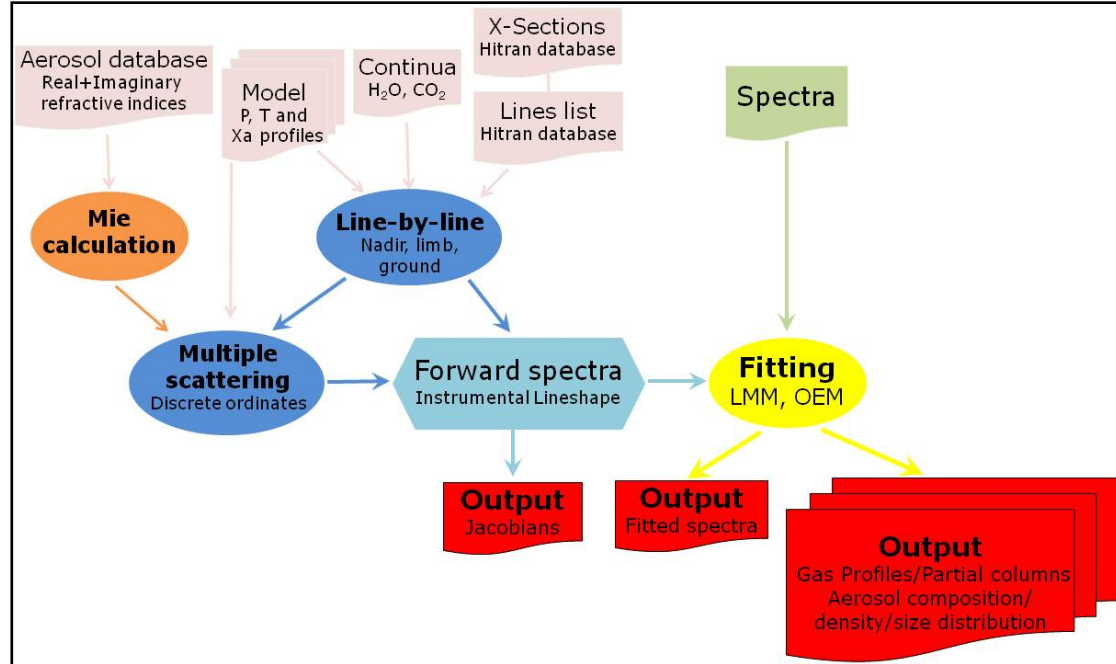 Aerosol database
Real+Imaginary
refractive indices
Model
P, T and
Xa profiles
Continua
H₂O, CO₂
X-Sections
Hitran database
Lines list
Hitran database
Spectra
Mie
calculation
Line-by-line
Nadir, limb,
ground
Multiple
scattering
Discrete ordinates
Forward spectra
Instrumental Lineshape
Fitting
LMM, OEM
Output
Jacobians
Output
Fitted spectra
Output
Gas Profiles/Partial columns
Aerosol composition/
density/size distribution